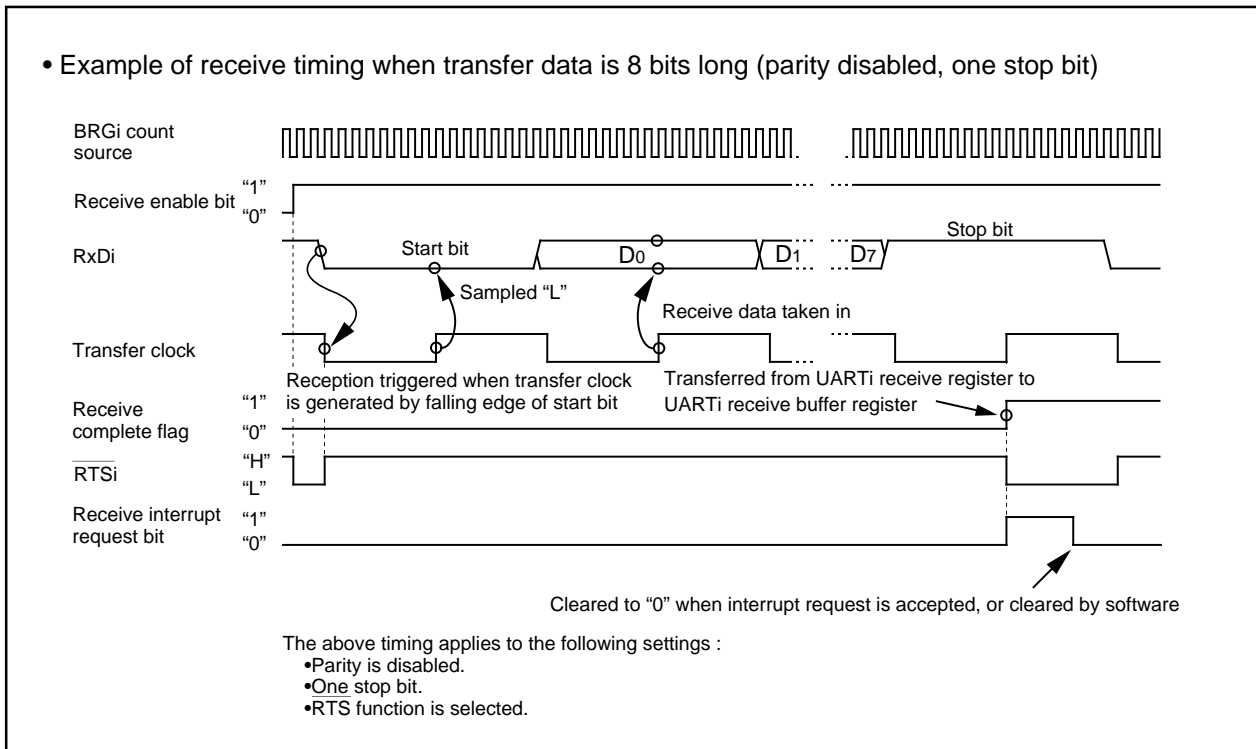 • Example of receive timing when transfer data is 8 bits long (parity disabled, one stop bit)
BRGi count
source
Receive enable bit
“1”
“0”
RxDi
Start bit
D0
D1
D7
Stop bit
Sampled “L”
Receive data taken in
Transfer clock
Reception triggered when transfer clock
is generated by falling edge of start bit
Transferred from UARTi receive register to
UARTi receive buffer register
Receive
complete flag
“1”
“0”
RTSi
“H”
“L”
Receive interrupt
request bit
“1”
“0”
Cleared to “0” when interrupt request is accepted, or cleared by software
The above timing applies to the following settings :
•Parity is disabled.
•One stop bit.
•RTS function is selected.